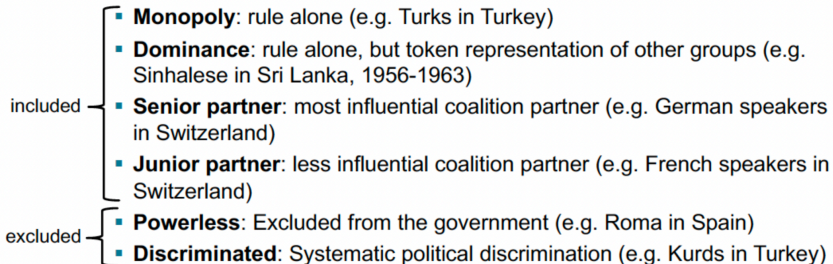 ▪ Monopoly: rule alone (e.g. Turks in Turkey)
▪ Dominance: rule alone, but token representation of other groups (e.g.
Sinhalese in Sri Lanka, 1956-1963)
included
▪ Senior partner: most influential coalition partner (e.g. German speakers
in Switzerland)
▪ Junior partner: less influential coalition partner (e.g. French speakers in
Switzerland)
▪ Powerless: Excluded from the government (e.g. Roma in Spain)
excluded
▪ Discriminated: Systematic political discrimination (e.g. Kurds in Turkey)